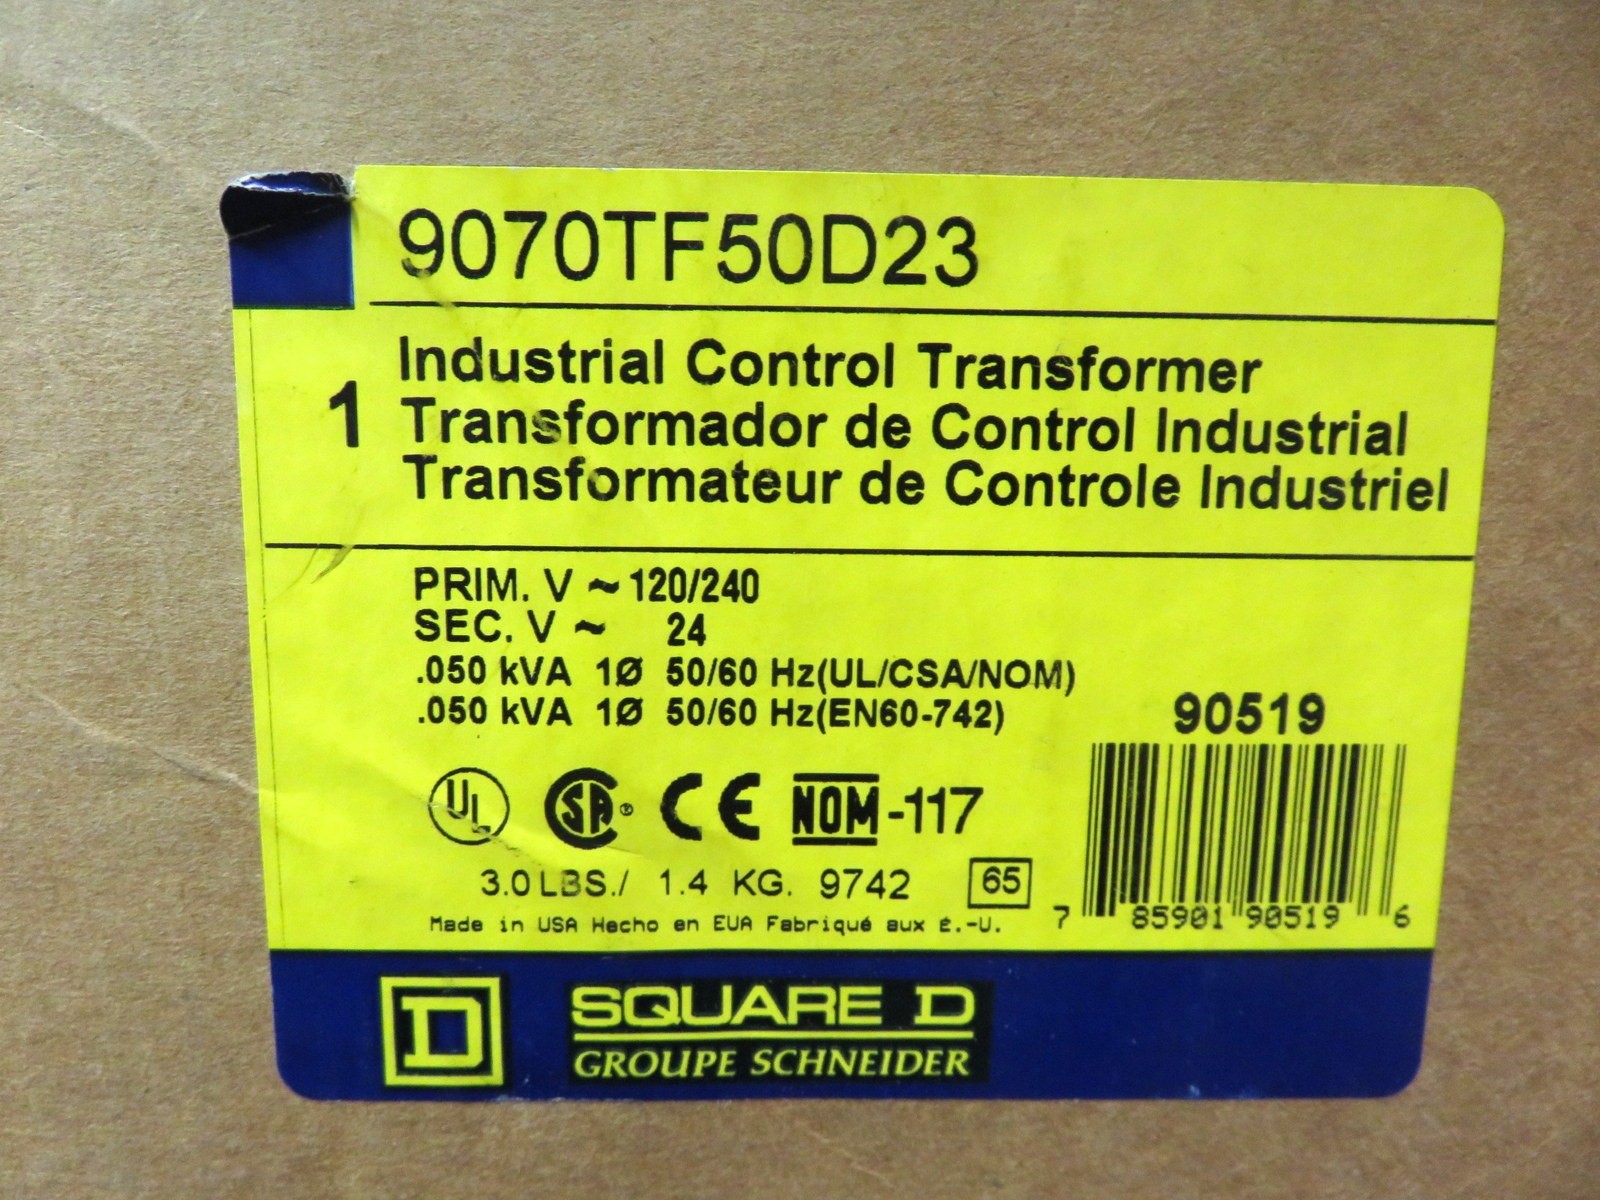 9070TF50D23
1
Industrial Control Transformer
Transformador de Control Industrial
Transformateur de Controle Industriel
PRIM. V ~ 120/240
SEC. V ~ 24
.050 kVA 1Ø 50/60 Hz(UL/CSA/NOM)
.050 kVA 1Ø 50/60 Hz(EN60-742)
90519
UL SA® CE NOM-117
3.0 LBS./ 1.4 KG. 9742 65
Made in USA Hecho en EUA Fabriqué aux É.-U.
7 85901 90519 6
D
SQUARE D
GROUPE SCHNEIDER